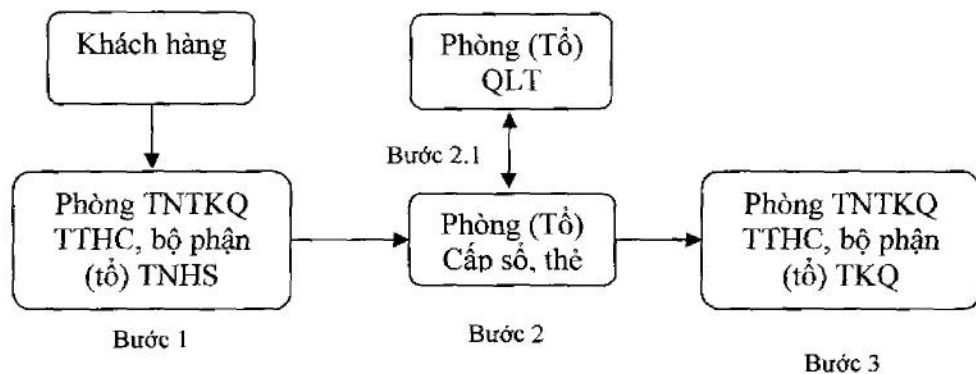 Khách hàng
Phòng (Tổ)
QLT
Bước 2.1
Phòng TNTKQ
TTHC, bộ phận
(tổ) TNHS
Phòng (Tổ)
Cấp sổ, thẻ
Phòng TNTKQ
TTHC, bộ phận
(tổ) TKQ
Bước 1
Bước 2
Bước 3